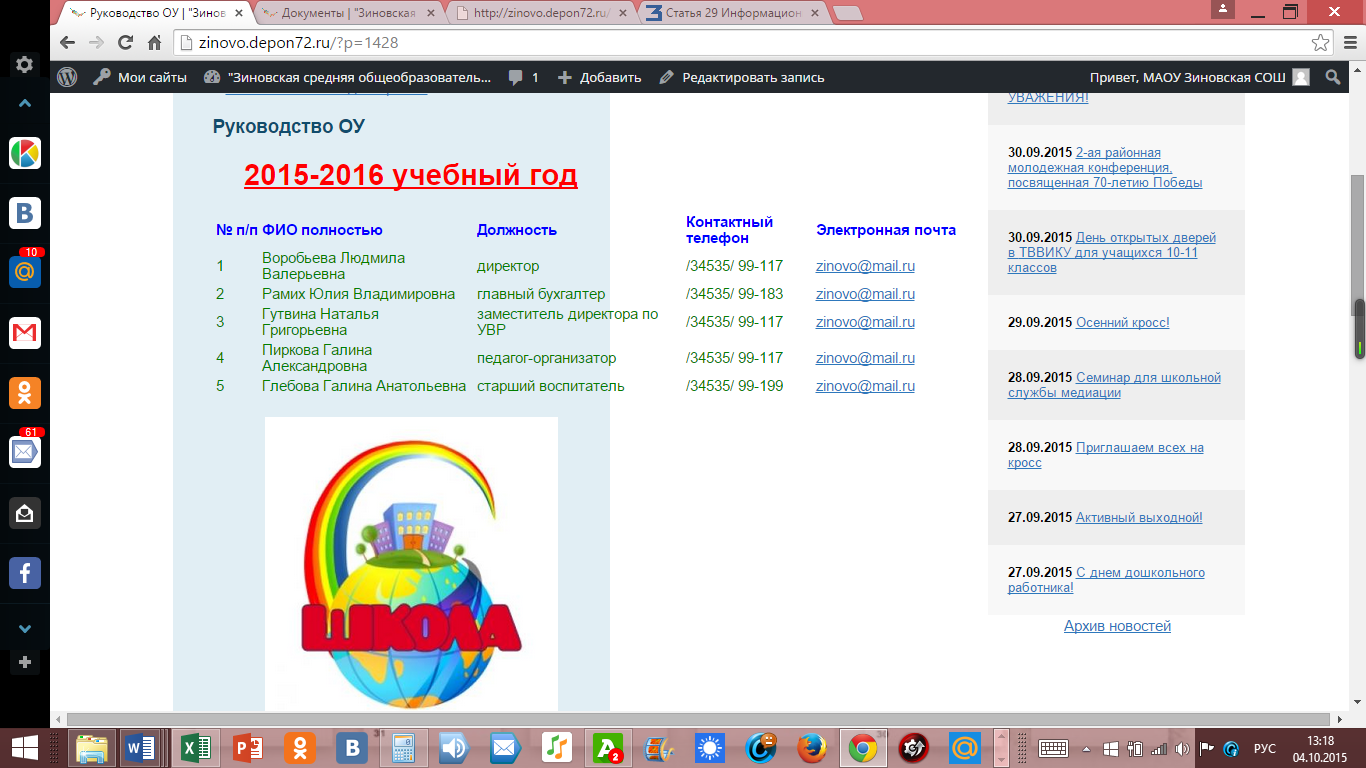 Руководство ОУ | "Зинов
Документы | "Зиновская
http://zinovo.depon72.ru/
Статья 29 Информацион
zinovo.depon72.ru/?p=1428
Мои сайты
"Зиновская средняя общеобразователь...
1
Добавить
Редактировать запись
Привет, МАОУ Зиновская СОШ
10
61
Руководство ОУ
2015-2016 учебный год
№ п/п ФИО полностью Должность Контактный телефон Электронная почта
1 Воробьева Людмила Валерьевна директор /34535/ 99-117 zinovo@mail.ru
2 Рамих Юлия Владимировна главный бухгалтер /34535/ 99-183 zinovo@mail.ru
3 Гутвина Наталья Григорьевна заместитель директора по УВР /34535/ 99-117 zinovo@mail.ru
4 Пиркова Галина Александровна педагог-организатор /34535/ 99-117 zinovo@mail.ru
5 Глебова Галина Анатольевна старший воспитатель /34535/ 99-199 zinovo@mail.ru
ШКОЛА
УВАЖЕНИЯ!
30.09.2015 2-ая районная
молодежная конференция,
посвященная 70-летию Победы
30.09.2015 День открытых дверей
в ТВВИКУ для учащихся 10-11
классов
29.09.2015 Осенний кросс!
28.09.2015 Семинар для школьной
службы медиации
28.09.2015 Приглашаем всех на
кросс
27.09.2015 Активный выходной!
27.09.2015 С днем дошкольного
работника!
Архив новостей
31
2
30
РУС
13:18
04.10.2015